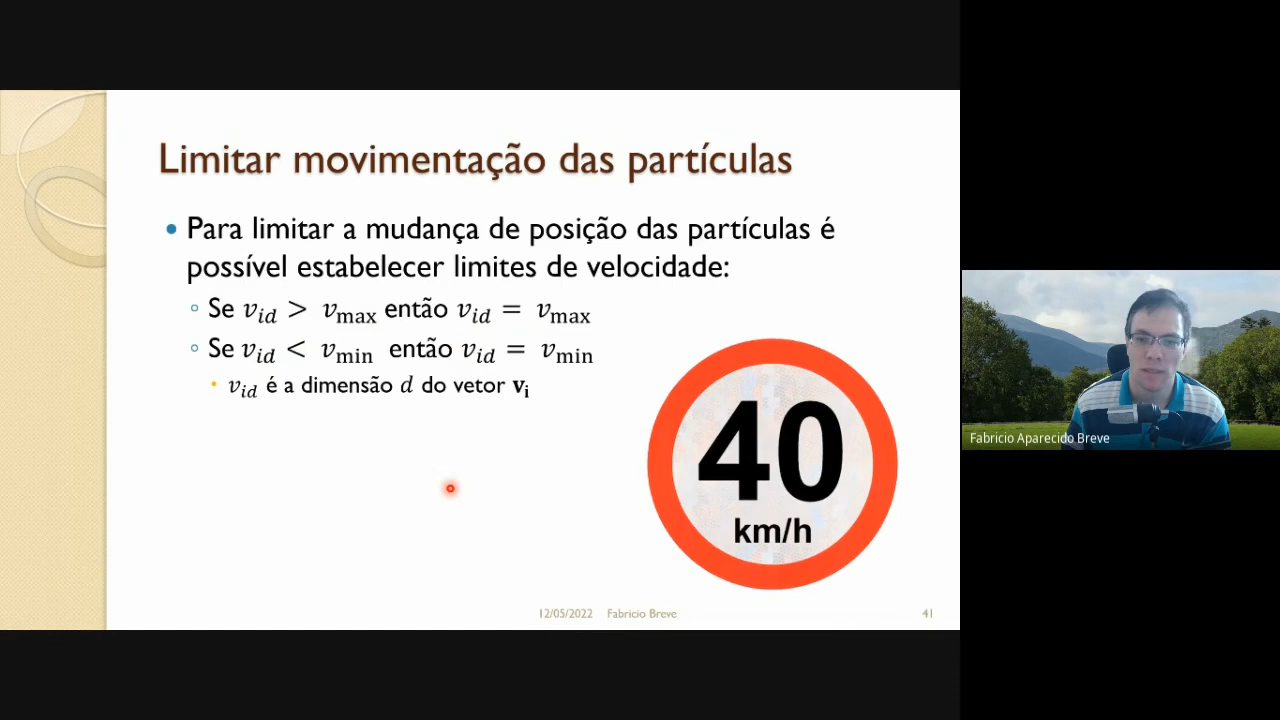 Limitar movimentação das partículas
• Para limitar a mudança de posição das partículas é
possível estabelecer limites de velocidade:
◦ Se v_id > v_max então v_id = v_max
◦ Se v_id < v_min então v_id = v_min
• v_id é a dimensão d do vetor v_i
40
km/h
12/05/2022 Fabricio Breve 41
Fabricio Aparecido Breve